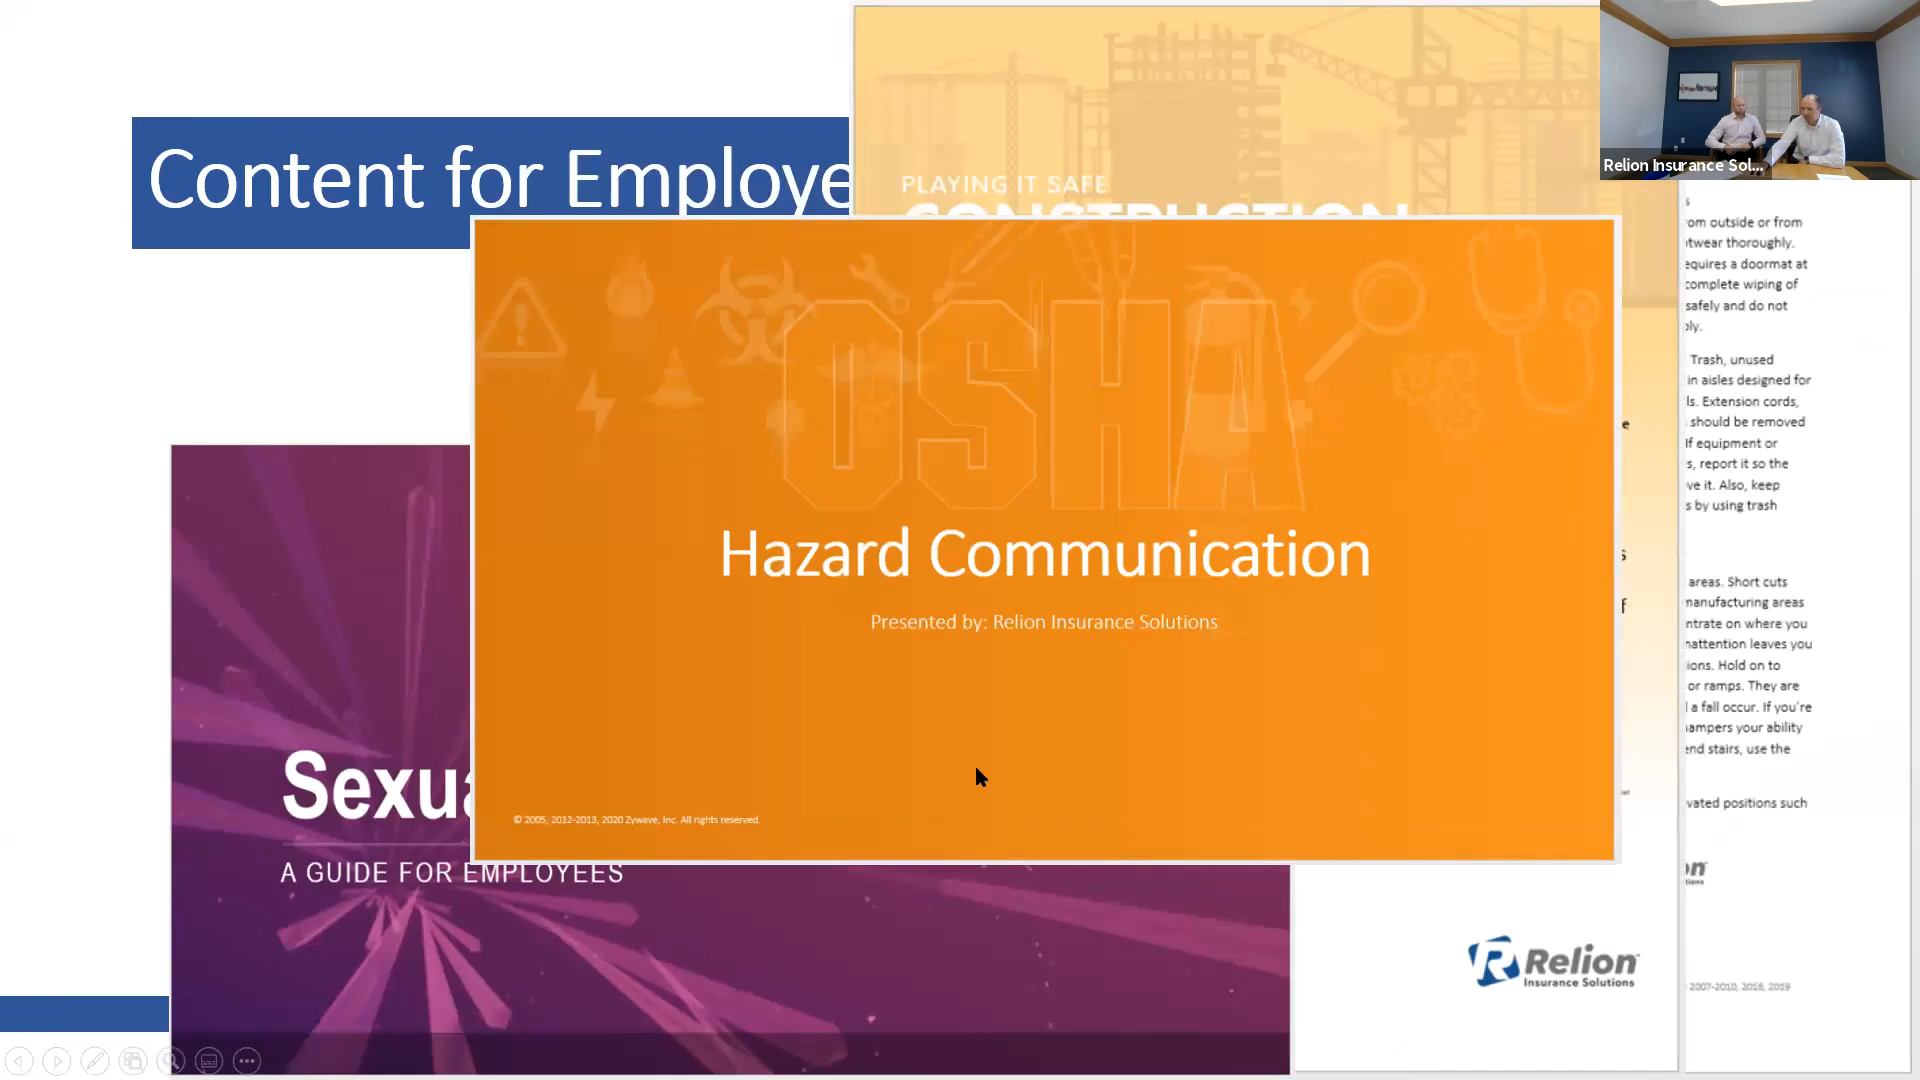 Content for Employe
PLAYING IT SAFE
CONSTRUCTION
Relion Insurance Sol...
from outside or from
twear thoroughly.
equires a doormat at
complete wiping of
safely and do not
Trash, unused
in aisles designed for
ls. Extension cords,
should be removed
If equipment or
s, report it so the
ve it. Also, keep
s by using trash
OSHA
Hazard Communication
Presented by: Relion Insurance Solutions
© 2005, 2012-2013, 2020 Zywave, Inc. All rights reserved.
areas. Short cuts
manufacturing areas
ntrate on where you
nattention leaves you
ions. Hold on to
or ramps. They are
a fall occur. If you're
ampers your ability
end stairs, use the
vated positions such
Sexua
A GUIDE FOR EMPLOYEES
Relion
Insurance Solutions
2007-2010, 2016, 2019